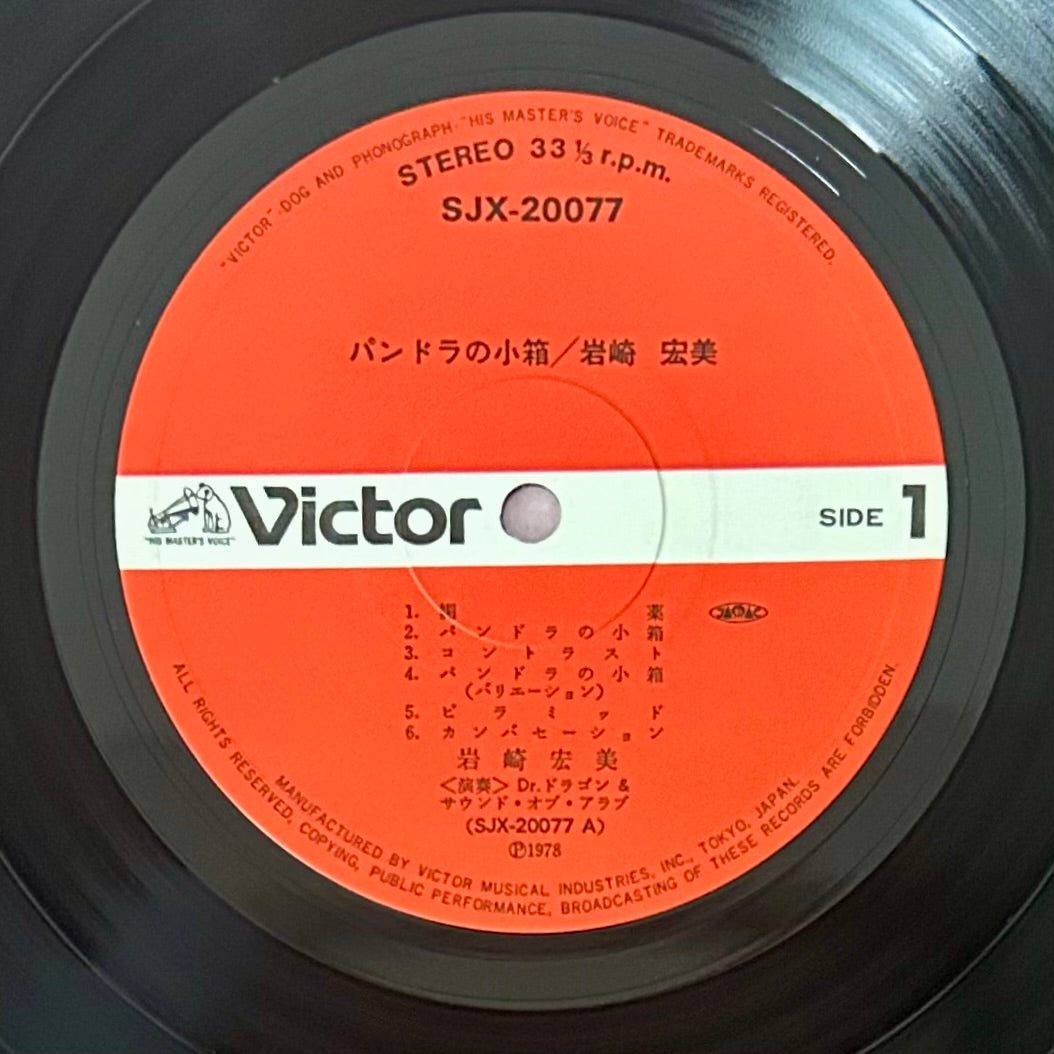 "VICTOR"-DOG AND PHONOGRAPH-"HIS MASTER'S VOICE" TRADEMARKS REGISTERED.
STEREO 33⅓ r.p.m.
SJX-20077
パンドラの小箱／岩崎 宏美
"HIS MASTER'S VOICE"
Victor
SIDE 1
1. 媚薬
JASRAC
2. パンドラの小箱
3. コントラスト
4. パンドラの小箱
(バリエーション)
5. ピラミッド
6. カンバセーション
岩崎宏美
＜演奏＞Dr.ドラゴン &
サウンド・オブ・アラブ
(SJX-20077 A)
Ⓟ1978
MANUFACTURED BY VICTOR MUSICAL INDUSTRIES, INC., TOKYO, JAPAN.
ALL RIGHTS RESERVED, COPYING, PUBLIC PERFORMANCE, BROADCASTING OF THESE RECORDS ARE FORBIDDEN.